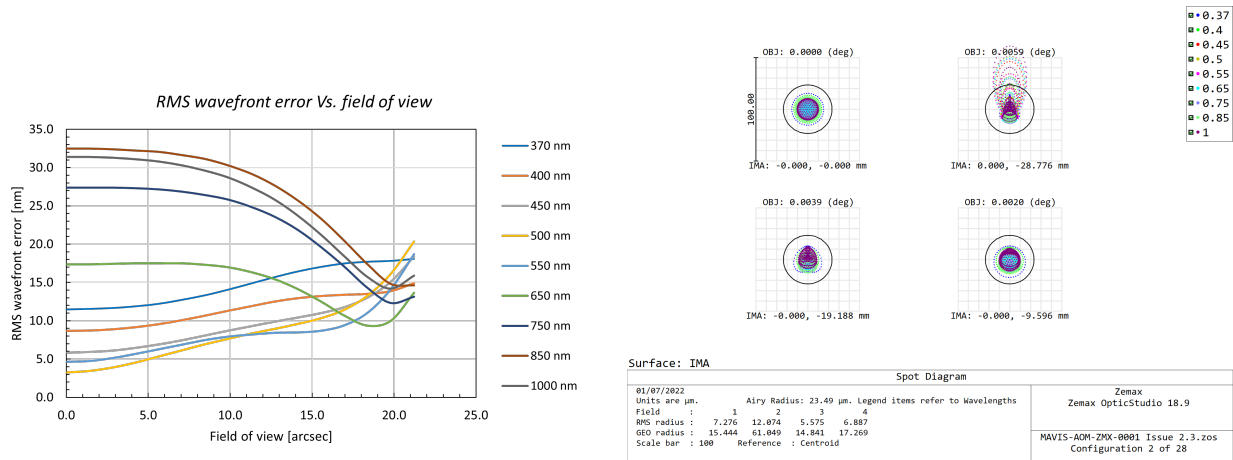 RMS wavefront error Vs. field of view
RMS wavefront error [nm]
35.0
30.0
25.0
20.0
15.0
10.0
5.0
0.0
0.0 5.0 10.0 15.0 20.0 25.0
Field of view [arcsec]
370 nm
400 nm
450 nm
500 nm
550 nm
650 nm
750 nm
850 nm
1000 nm
0.37
0.4
0.45
0.5
0.55
0.65
0.75
0.85
1
OBJ: 0.0000 (deg)
OBJ: 0.0059 (deg)
100.00
IMA: -0.000, -0.000 mm
IMA: 0.000, -28.776 mm
OBJ: 0.0039 (deg)
OBJ: 0.0020 (deg)
IMA: -0.000, -19.188 mm
IMA: -0.000, -9.596 mm
Surface: IMA
Spot Diagram
01/07/2022
Units are µm. Airy Radius: 23.49 µm. Legend items refer to Wavelengths
Field : 1 2 3 4
RMS radius : 7.276 12.074 5.575 6.887
GEO radius : 15.444 61.049 14.841 17.269
Scale bar : 100 Reference : Centroid
Zemax
Zemax OpticStudio 18.9
MAVIS-AOM-ZMX-0001 Issue 2.3.zos
Configuration 2 of 28